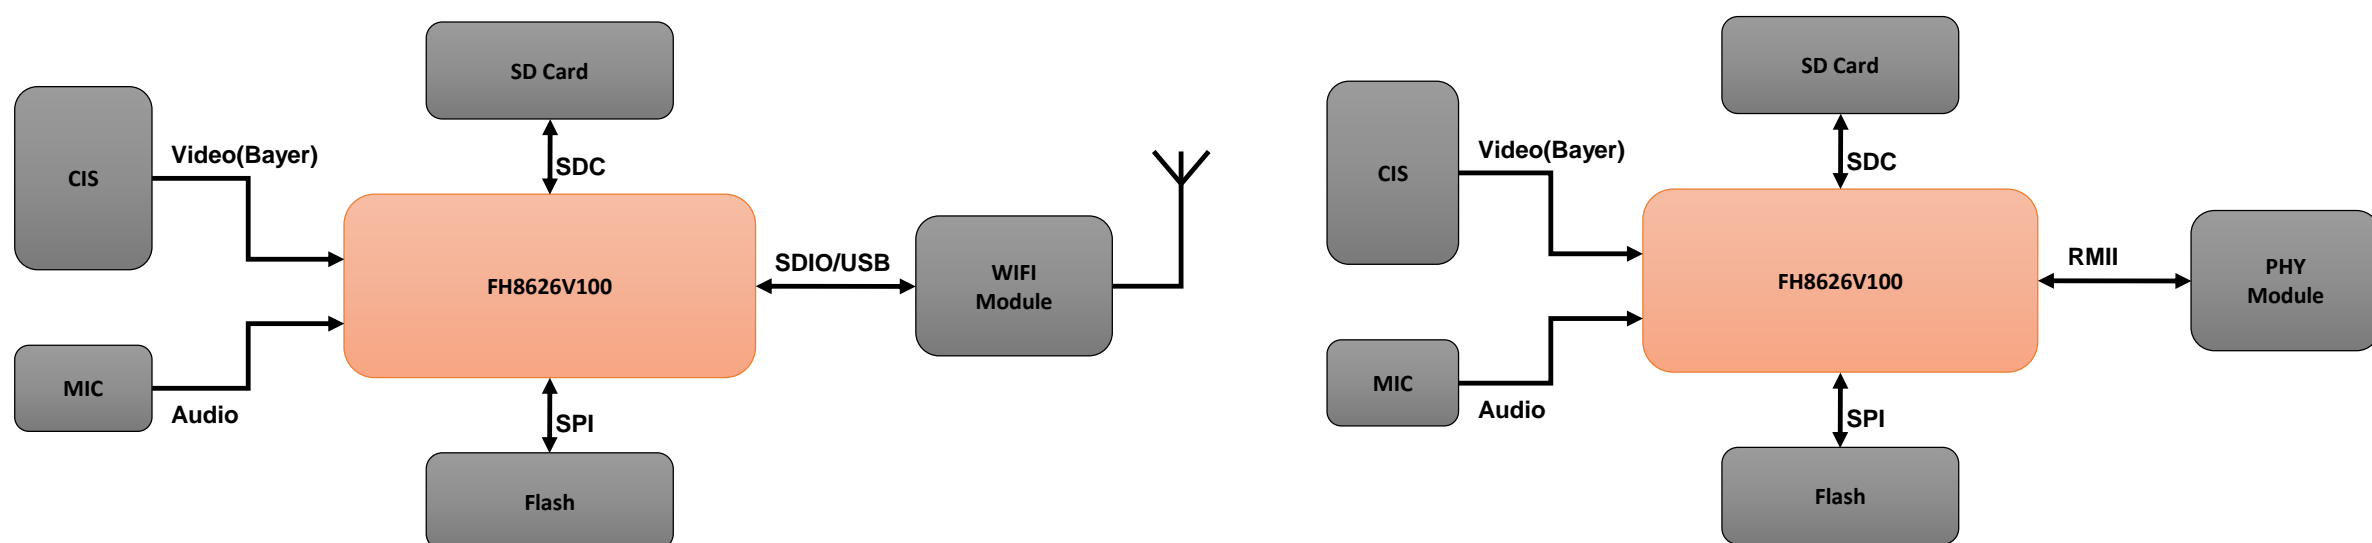 SD Card
CIS
Video(Bayer)
SDC
FH8626V100
SDIO/USB
WIFI
Module
MIC
Audio
SPI
Flash
SD Card
CIS
Video(Bayer)
SDC
FH8626V100
RMII
PHY
Module
MIC
Audio
SPI
Flash